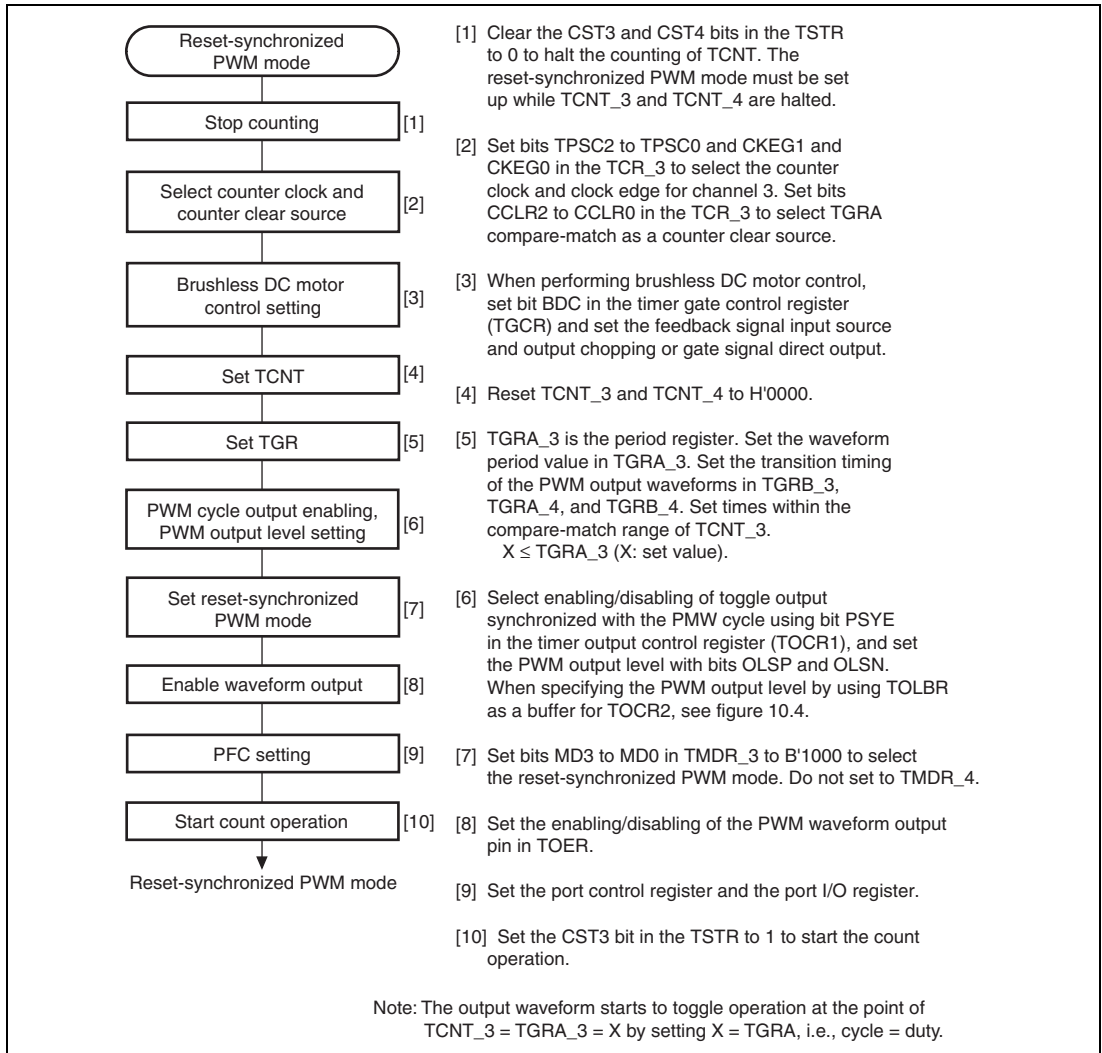 Reset-synchronized
PWM mode
Stop counting
[1]
Select counter clock and
counter clear source
[2]
Brushless DC motor
control setting
[3]
Set TCNT
[4]
Set TGR
[5]
PWM cycle output enabling,
PWM output level setting
[6]
Set reset-synchronized
PWM mode
[7]
Enable waveform output
[8]
PFC setting
[9]
Start count operation
[10]
Reset-synchronized PWM mode
[1] Clear the CST3 and CST4 bits in the TSTR
to 0 to halt the counting of TCNT. The
reset-synchronized PWM mode must be set
up while TCNT_3 and TCNT_4 are halted.
[2] Set bits TPSC2 to TPSC0 and CKEG1 and
CKEG0 in the TCR_3 to select the counter
clock and clock edge for channel 3. Set bits
CCLR2 to CCLR0 in the TCR_3 to select TGRA
compare-match as a counter clear source.
[3] When performing brushless DC motor control,
set bit BDC in the timer gate control register
(TGCR) and set the feedback signal input source
and output chopping or gate signal direct output.
[4] Reset TCNT_3 and TCNT_4 to H'0000.
[5] TGRA_3 is the period register. Set the waveform
period value in TGRA_3. Set the transition timing
of the PWM output waveforms in TGRB_3,
TGRA_4, and TGRB_4. Set times within the
compare-match range of TCNT_3.
X ≤ TGRA_3 (X: set value).
[6] Select enabling/disabling of toggle output
synchronized with the PMW cycle using bit PSYE
in the timer output control register (TOCR1), and set
the PWM output level with bits OLSP and OLSN.
When specifying the PWM output level by using TOLBR
as a buffer for TOCR2, see figure 10.4.
[7] Set bits MD3 to MD0 in TMDR_3 to B'1000 to select
the reset-synchronized PWM mode. Do not set to TMDR_4.
[8] Set the enabling/disabling of the PWM waveform output
pin in TOER.
[9] Set the port control register and the port I/O register.
[10] Set the CST3 bit in the TSTR to 1 to start the count
operation.
Note: The output waveform starts to toggle operation at the point of
TCNT_3 = TGRA_3 = X by setting X = TGRA, i.e., cycle = duty.